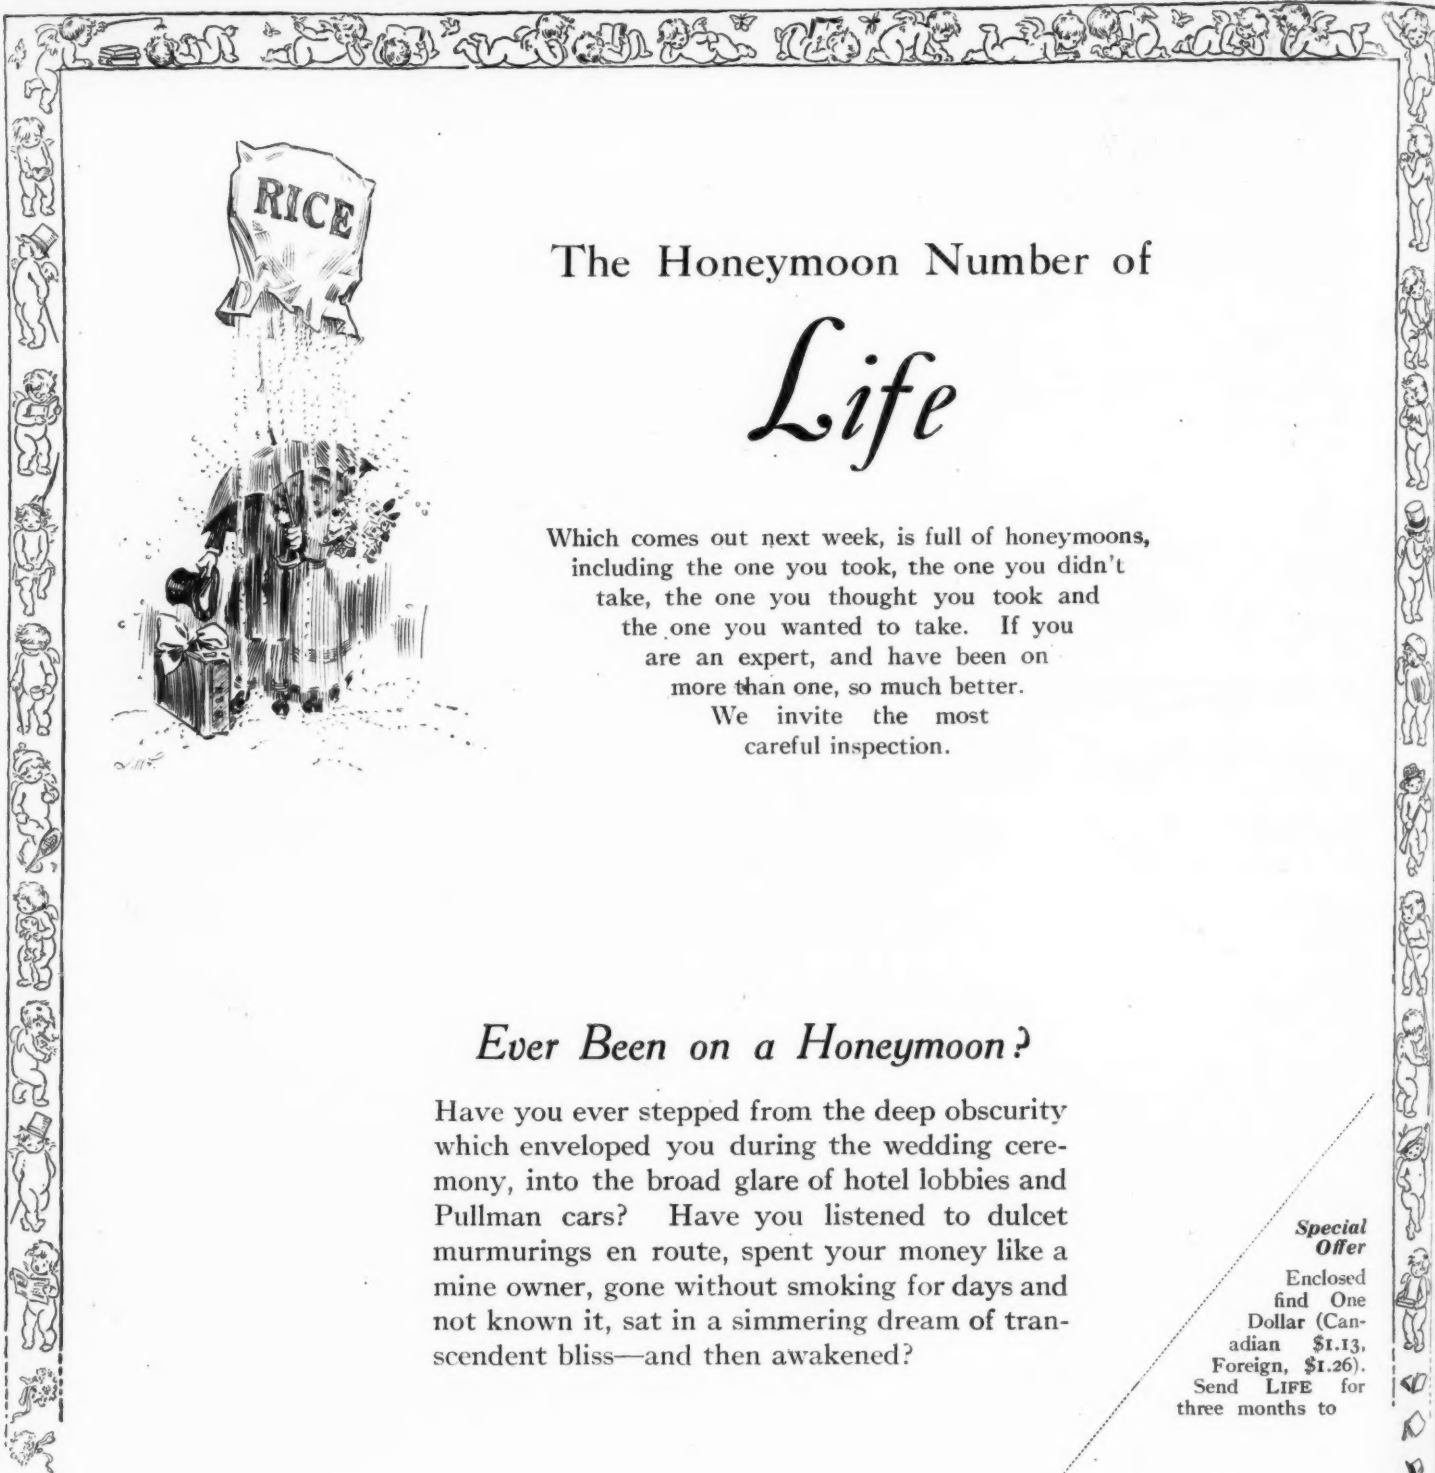 RICE
The Honeymoon Number of
Life
Which comes out next week, is full of honeymoons,
including the one you took, the one you didn't
take, the one you thought you took and
the one you wanted to take. If you
are an expert, and have been on
more than one, so much better.
We invite the most
careful inspection.
Ever Been on a Honeymoon?
Have you ever stepped from the deep obscurity
which enveloped you during the wedding cere-
mony, into the broad glare of hotel lobbies and
Pullman cars? Have you listened to dulcet
murmurings en route, spent your money like a
mine owner, gone without smoking for days and
not known it, sat in a simmering dream of tran-
scendent bliss—and then awakened?
Special
Offer
Enclosed
find One
Dollar (Can-
adian $1.13,
Foreign, $1.26).
Send LIFE for
three months to